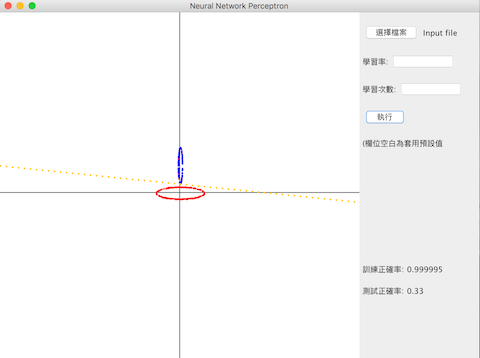 Neural Network Perceptron
選擇檔案 Input file
學習率:
學習次數:
執行
(欄位空白為套用預設值
訓練正確率: 0.999995
測試正確率: 0.33